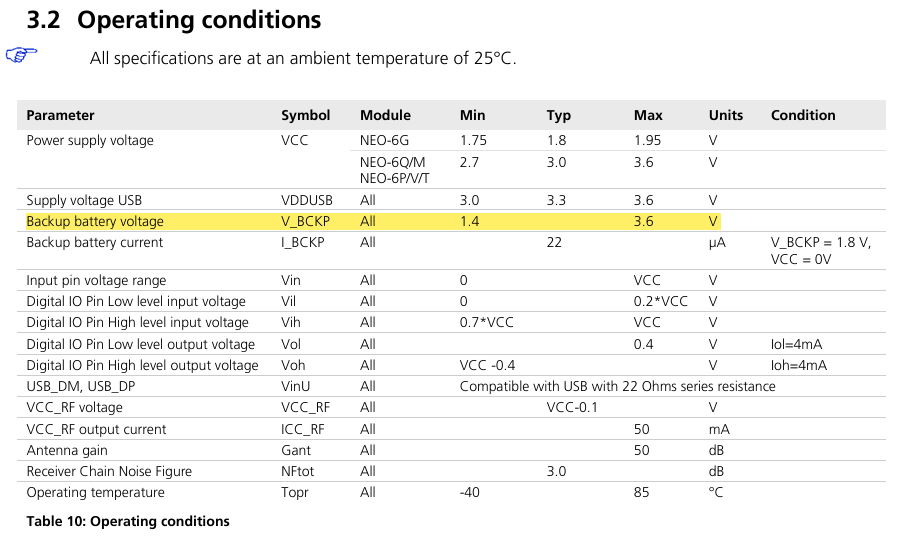 3.2 Operating conditions
All specifications are at an ambient temperature of 25°C.
Parameter Symbol Module Min Typ Max Units Condition
Power supply voltage VCC NEO-6G 1.75 1.8 1.95 V
NEO-6Q/M 2.7 3.0 3.6 V
NEO-6P/V/T
Supply voltage USB VDDUSB All 3.0 3.3 3.6 V
Backup battery voltage V_BCKP All 1.4 3.6 V
Backup battery current I_BCKP All 22 µA V_BCKP = 1.8 V,
VCC = 0V
Input pin voltage range Vin All 0 VCC V
Digital IO Pin Low level input voltage Vil All 0 0.2*VCC V
Digital IO Pin High level input voltage Vih All 0.7*VCC VCC V
Digital IO Pin Low level output voltage Vol All 0.4 V Iol=4mA
Digital IO Pin High level output voltage Voh All VCC -0.4 V Ioh=4mA
USB_DM, USB_DP VinU All Compatible with USB with 22 Ohms series resistance
VCC_RF voltage VCC_RF All VCC-0.1 V
VCC_RF output current ICC_RF All 50 mA
Antenna gain Gant All 50 dB
Receiver Chain Noise Figure NFtot All 3.0 dB
Operating temperature Topr All -40 85 °C
Table 10: Operating conditions